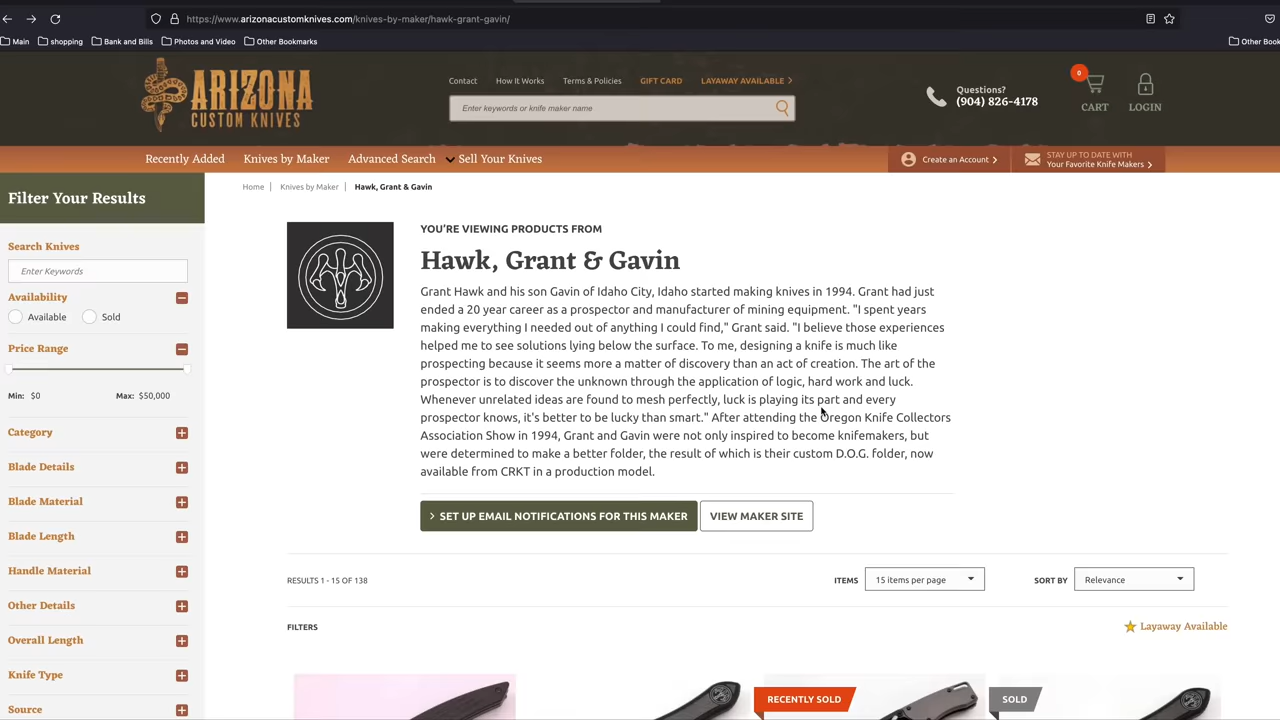 https://www.arizonacustomknives.com/knives-by-maker/hawk-grant-gavin/
Main shopping Bank and Bills Photos and Video Other Bookmarks Other Book
ARIZONA
CUSTOM KNIVES
Contact How It Works Terms & Policies GIFT CARD LAYAWAY AVAILABLE
Enter keywords or knife maker name
Questions?
(904) 826-4178
0
CART
LOGIN
Recently Added Knives by Maker Advanced Search Sell Your Knives
Create an Account
STAY UP TO DATE WITH
Your Favorite Knife Makers
Filter Your Results
Search Knives
Enter Keywords
Availability
Available Sold
Price Range
Min: $0 Max: $50,000
Category
Blade Details
Blade Material
Blade Length
Handle Material
Other Details
Overall Length
Knife Type
Source
Home | Knives by Maker | Hawk, Grant & Gavin
YOU'RE VIEWING PRODUCTS FROM
Hawk, Grant & Gavin
Grant Hawk and his son Gavin of Idaho City, Idaho started making knives in 1994. Grant had just
ended a 20 year career as a prospector and manufacturer of mining equipment. "I spent years
making everything I needed out of anything I could find," Grant said. "I believe those experiences
helped me to see solutions lying below the surface. To me, designing a knife is much like
prospecting because it seems more a matter of discovery than an act of creation. The art of the
prospector is to discover the unknown through the application of logic, hard work and luck.
Whenever unrelated ideas are found to mesh perfectly, luck is playing its part and every
prospector knows, it's better to be lucky than smart." After attending the Oregon Knife Collectors
Association Show in 1994, Grant and Gavin were not only inspired to become knifemakers, but
were determined to make a better folder, the result of which is their custom D.O.G. folder, now
available from CRKT in a production model.
SET UP EMAIL NOTIFICATIONS FOR THIS MAKER
VIEW MAKER SITE
RESULTS 1 - 15 OF 138
ITEMS 15 items per page
SORT BY Relevance
FILTERS
Layaway Available
RECENTLY SOLD
SOLD